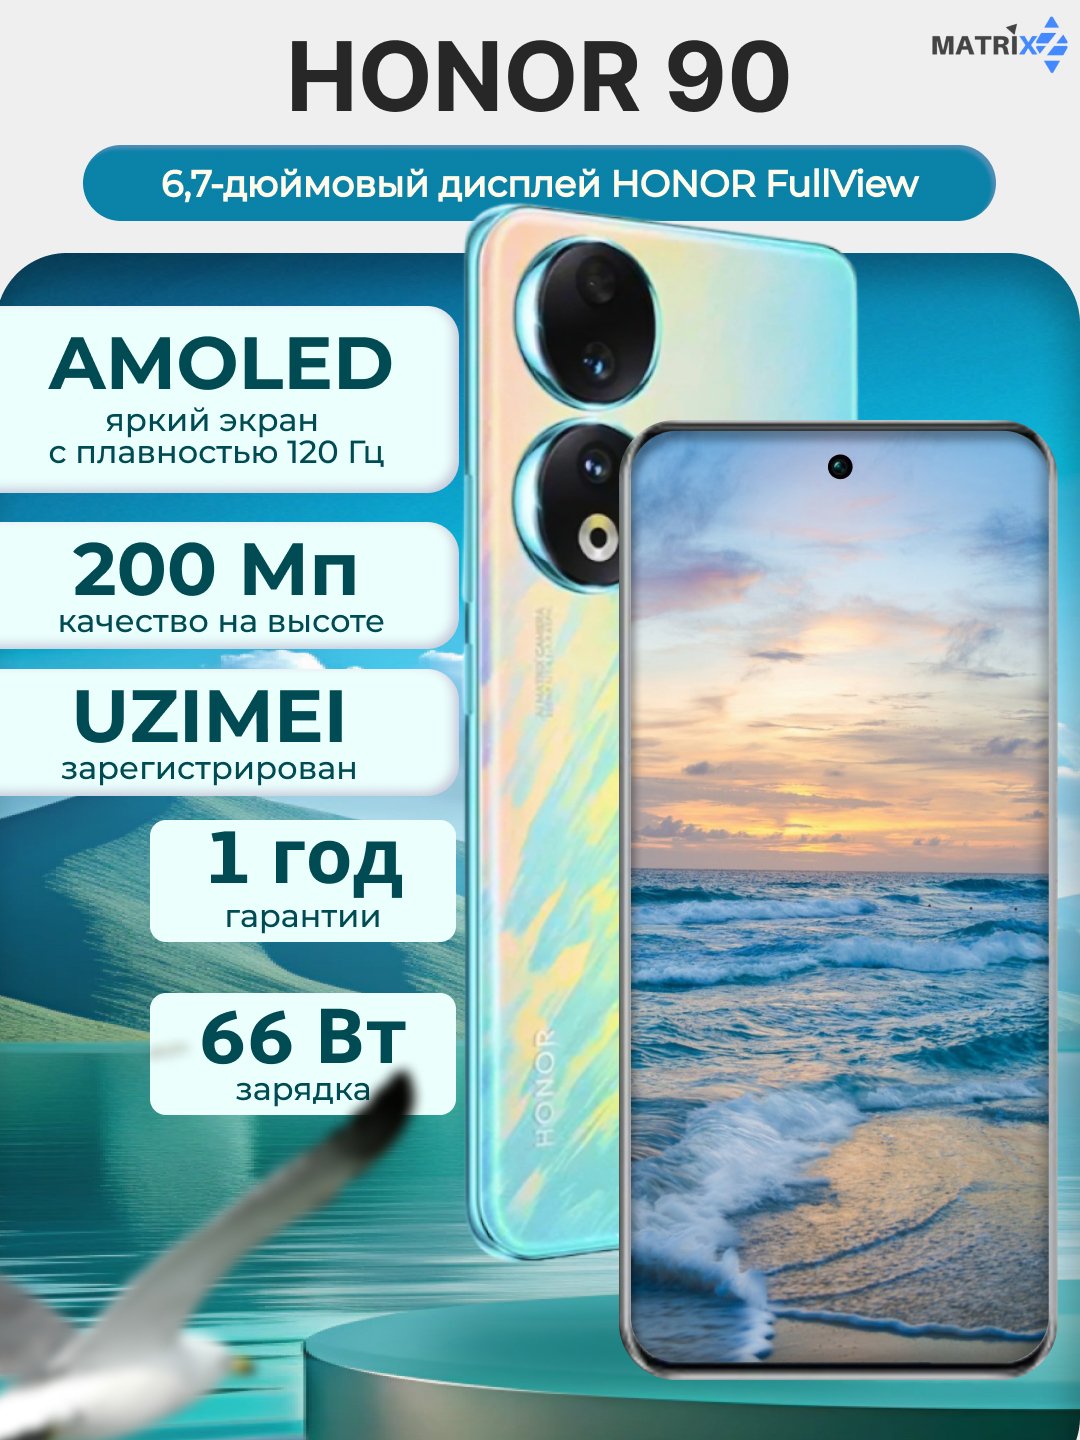 HONOR 90
MATRIX
6,7-дюймовый дисплей HONOR FullView
AMOLED
яркий экран
с плавностью 120 Гц
200 Мп
качество на высоте
UZIMEI
зарегистрирован
1 год
гарантии
66 Вт
зарядка
HONOR